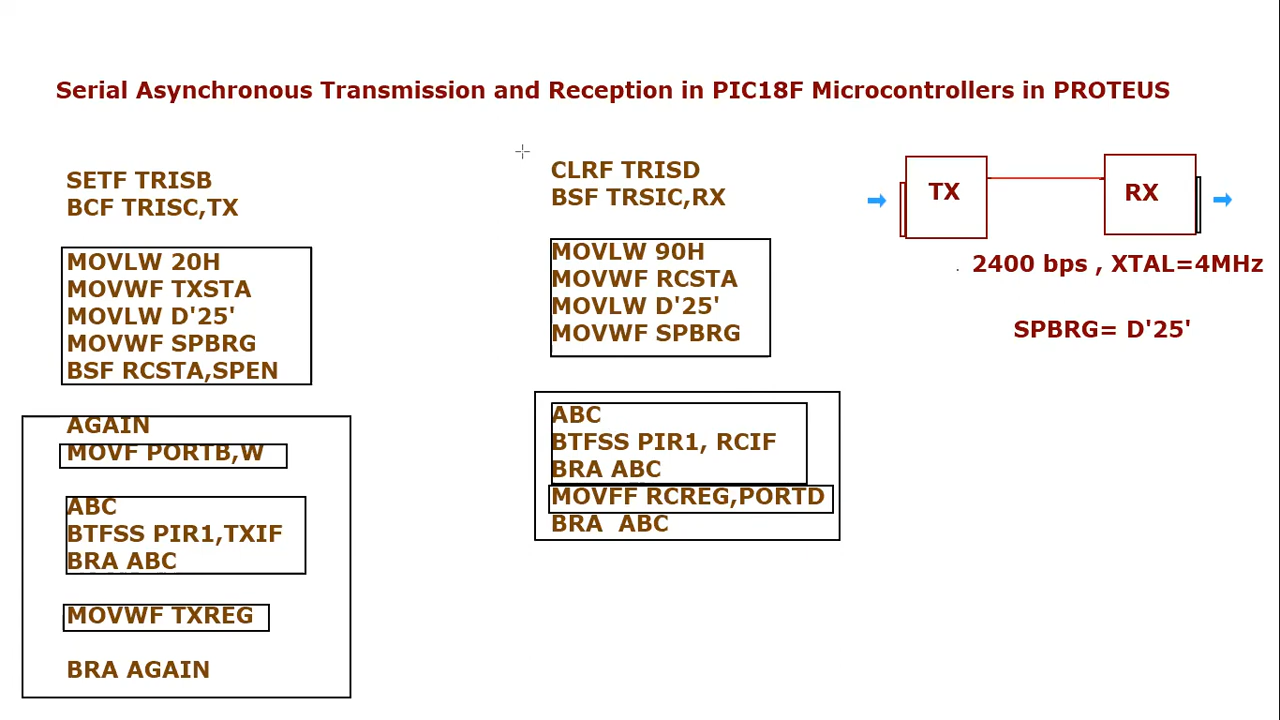 Serial Asynchronous Transmission and Reception in PIC18F Microcontrollers in PROTEUS
SETF TRISB
BCF TRISC,TX
MOVLW 20H
MOVWF TXSTA
MOVLW D'25'
MOVWF SPBRG
BSF RCSTA,SPEN
AGAIN
MOVF PORTB,W
ABC
BTFSS PIR1,TXIF
BRA ABC
MOVWF TXREG
BRA AGAIN
CLRF TRISD
BSF TRSIC,RX
MOVLW 90H
MOVWF RCSTA
MOVLW D'25'
MOVWF SPBRG
ABC
BTFSS PIR1, RCIF
BRA ABC
MOVFF RCREG,PORTD
BRA  ABC
TX
RX
2400 bps , XTAL=4MHz
SPBRG= D'25'